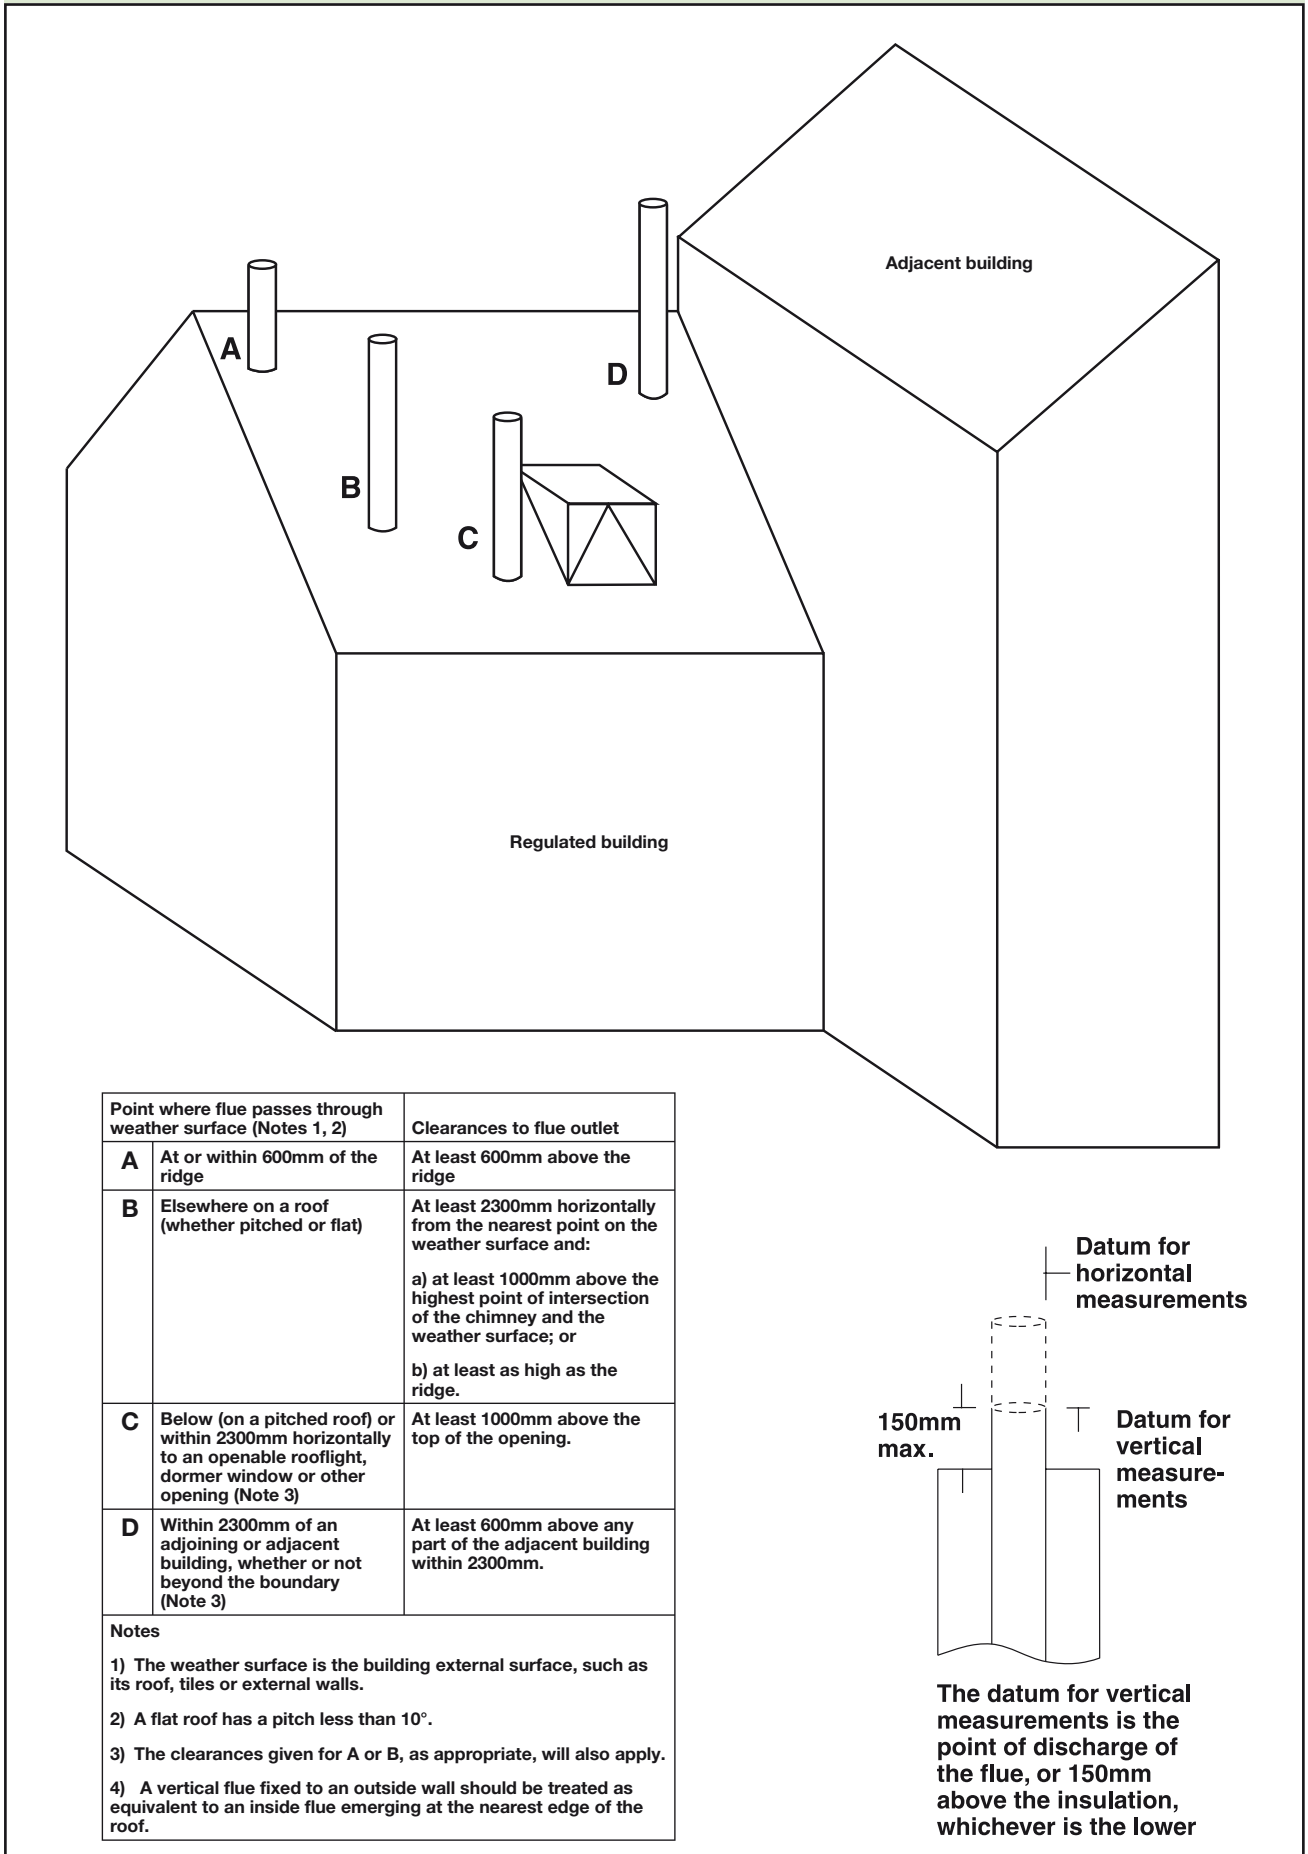 Adjacent building
A
D
B
C
Regulated building
Point where flue passes through
weather surface (Notes 1, 2)
Clearances to flue outlet
A
At or within 600mm of the
ridge
At least 600mm above the
ridge
B
Elsewhere on a roof
(whether pitched or flat)
At least 2300mm horizontally
from the nearest point on the
weather surface and:
a) at least 1000mm above the
highest point of intersection
of the chimney and the
weather surface; or
b) at least as high as the
ridge.
C
Below (on a pitched roof) or
within 2300mm horizontally
to an openable rooflight,
dormer window or other
opening (Note 3)
At least 1000mm above the
top of the opening.
D
Within 2300mm of an
adjoining or adjacent
building, whether or not
beyond the boundary
(Note 3)
At least 600mm above any
part of the adjacent building
within 2300mm.
Notes
1) The weather surface is the building external surface, such as
its roof, tiles or external walls.
2) A flat roof has a pitch less than 10°.
3) The clearances given for A or B, as appropriate, will also apply.
4) A vertical flue fixed to an outside wall should be treated as
equivalent to an inside flue emerging at the nearest edge of the
roof.
Datum for
horizontal
measurements
150mm
max.
Datum for
vertical
measure-
ments
The datum for vertical
measurements is the
point of discharge of
the flue, or 150mm
above the insulation,
whichever is the lower